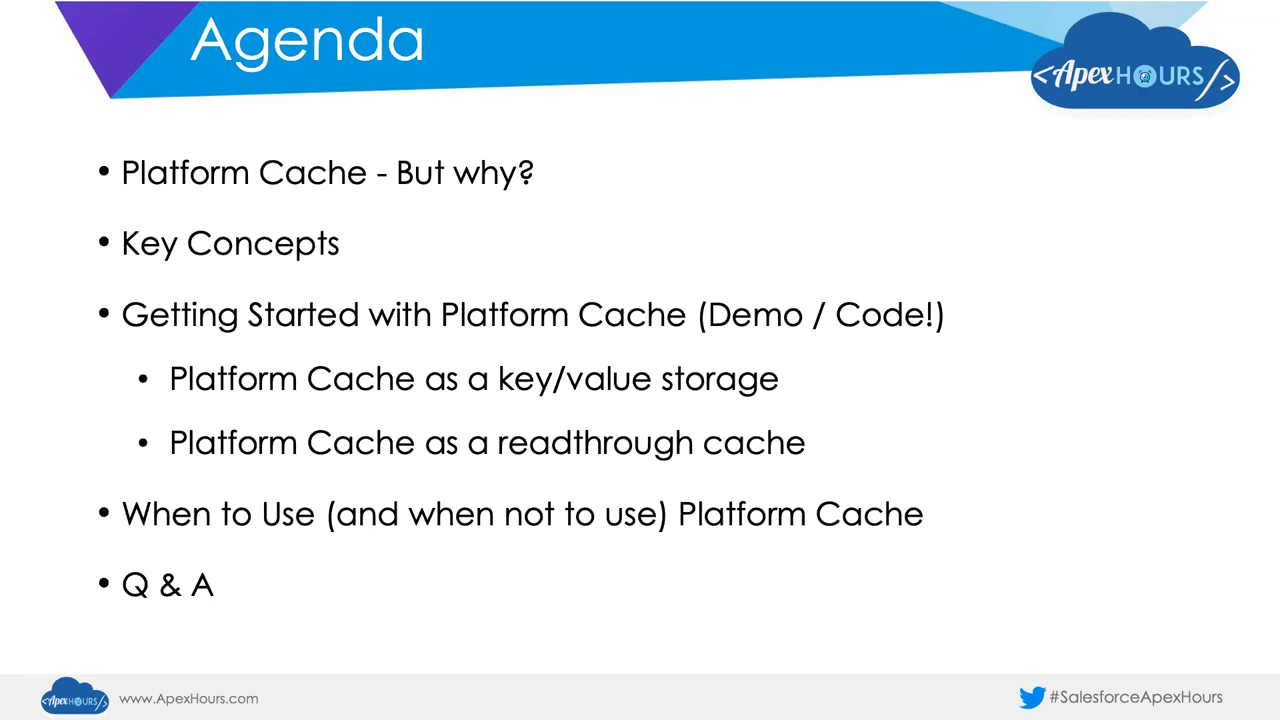 Agenda
<ApexHOURS/>
• Platform Cache - But why?
• Key Concepts
• Getting Started with Platform Cache (Demo / Code!)
• Platform Cache as a key/value storage
• Platform Cache as a readthrough cache
• When to Use (and when not to use) Platform Cache
• Q & A
<ApexHOURS/> www.ApexHours.com #SalesforceApexHours